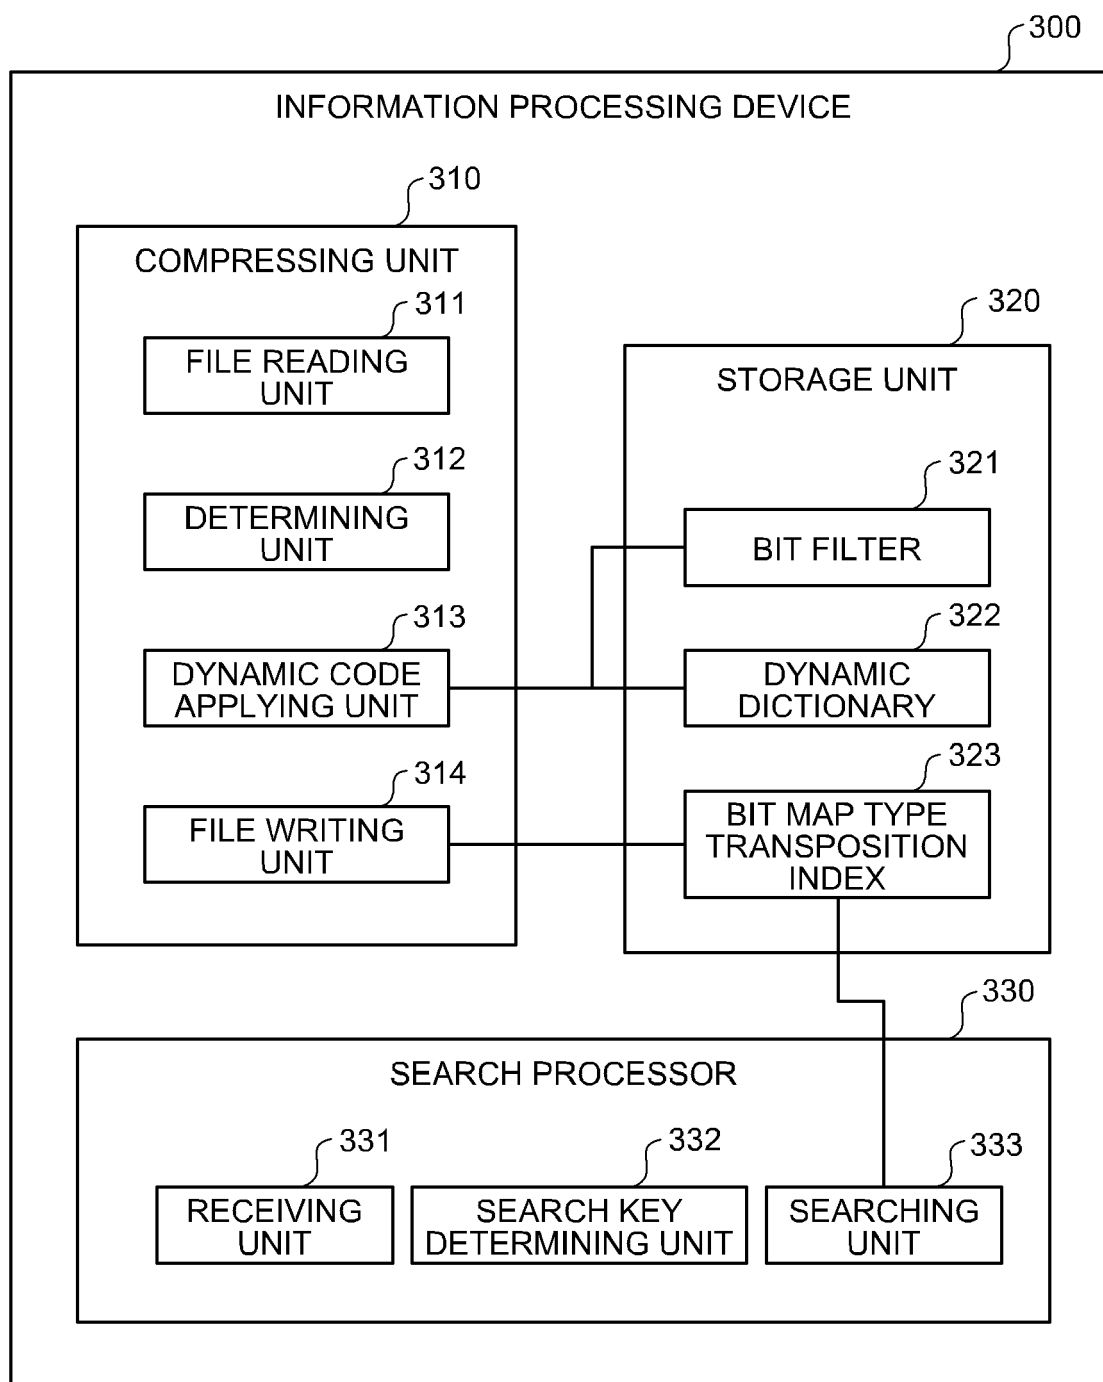 300
INFORMATION PROCESSING DEVICE
310
COMPRESSING UNIT
311
FILE READING
UNIT
312
DETERMINING
UNIT
313
DYNAMIC CODE
APPLYING UNIT
314
FILE WRITING
UNIT
320
STORAGE UNIT
321
BIT FILTER
322
DYNAMIC
DICTIONARY
323
BIT MAP TYPE
TRANSPOSITION
INDEX
330
SEARCH PROCESSOR
331
RECEIVING
UNIT
332
SEARCH KEY
DETERMINING UNIT
333
SEARCHING
UNIT